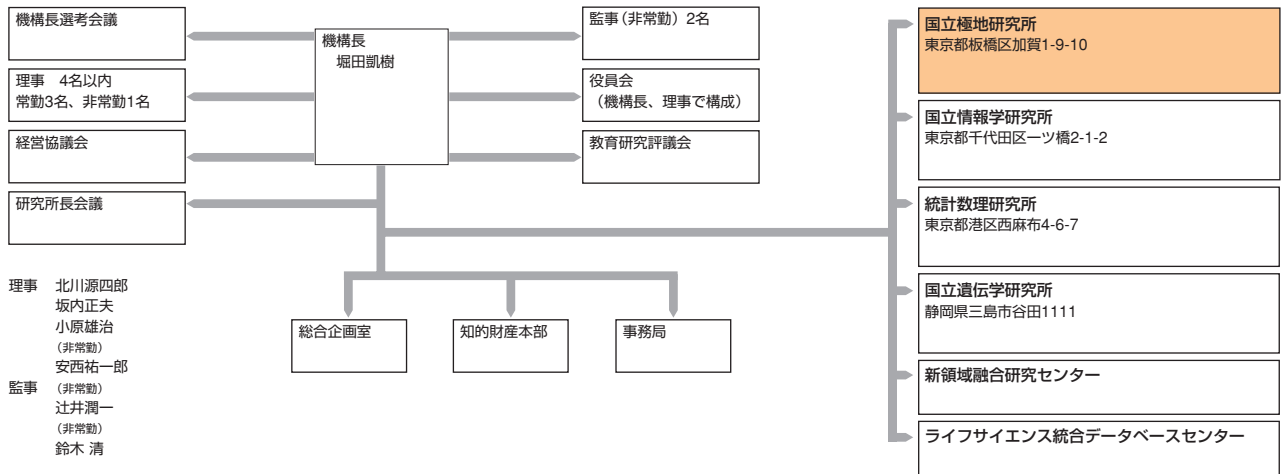 機構長選考会議
理事　4名以内
常勤3名、非常勤1名
経営協議会
研究所長会議
機構長
堀田凱樹
監事（非常勤）2名
役員会
（機構長、理事で構成）
教育研究評議会
国立極地研究所
東京都板橋区加賀1-9-10
国立情報学研究所
東京都千代田区一ツ橋2-1-2
統計数理研究所
東京都港区西麻布4-6-7
国立遺伝学研究所
静岡県三島市谷田1111
新領域融合研究センター
ライフサイエンス統合データベースセンター
総合企画室
知的財産本部
事務局
理事　北川源四郎
坂内正夫
小原雄治
（非常勤）
安西祐一郎
監事　（非常勤）
辻井潤一
（非常勤）
鈴木 清